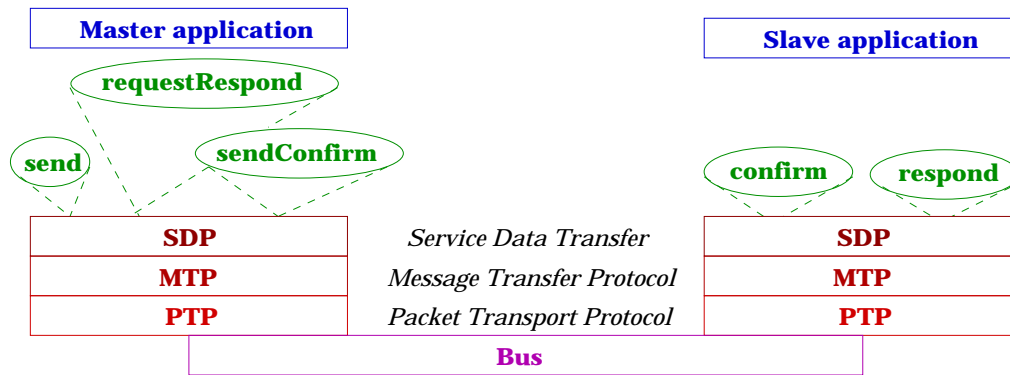 Master application
Slave application
requestRespond
send
sendConfirm
confirm
respond
SDP
Service Data Transfer
SDP
MTP
Message Transfer Protocol
MTP
PTP
Packet Transport Protocol
PTP
Bus